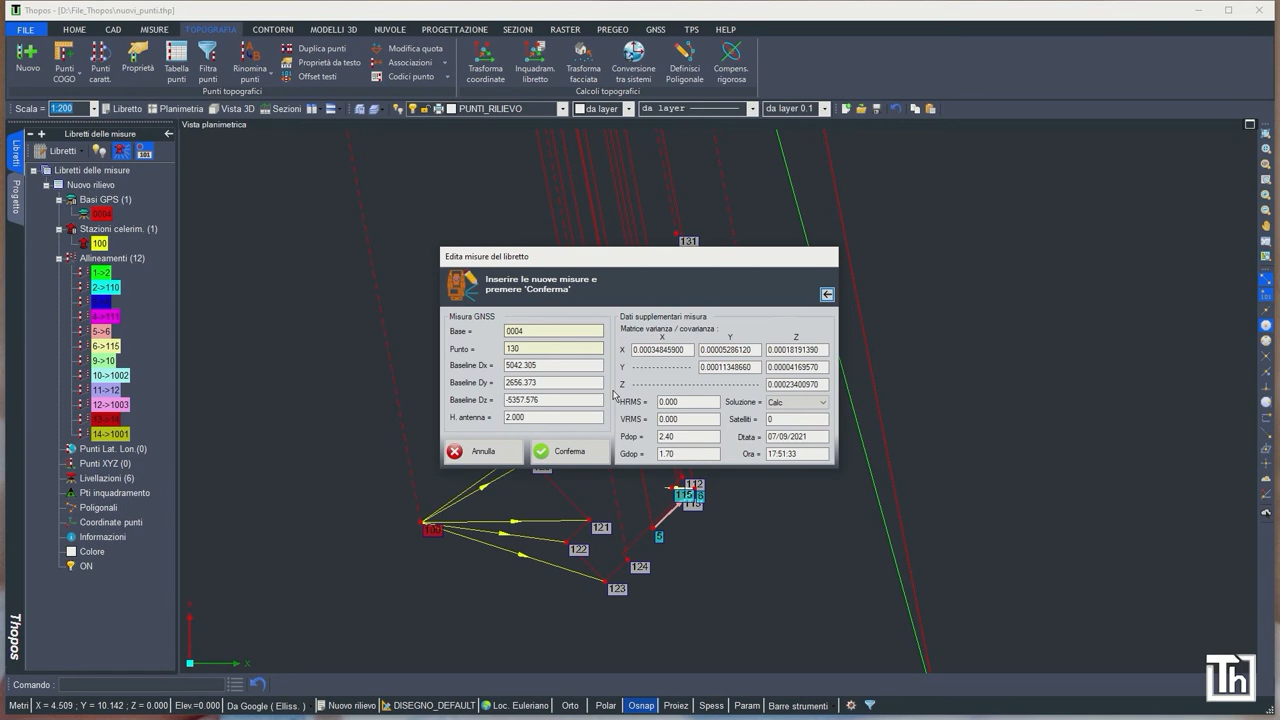 Thopos - [D:\File_Thopos\nuovi_punti.thp]
FILE HOME CAD MISURE TOPOGRAFIA CONTORNI MODELLI 3D NUVOLE PROGETTAZIONE SEZIONI RASTER PREGEO GNSS TPS HELP
Nuovo
Punti COGO
Punti caratt.
Proprietà
Tabella punti
Filtra punti
Rinomina punti
Duplica punti
Proprietà da testo
Offset testi
Modifica quota
Associazioni
Codici punto
Punti topografici
Trasforma coordinate
Inquadram. libretto
Trasforma facciata
Conversione tra sistemi
Definisci Poligonale
Compens. rigorosa
Calcoli topografici
Scala = 1:200 Libretto Planimetria Vista 3D Sezioni PUNTI_RILIEVO da layer da layer da layer 0.1
Libretti
Progetto
Libretti delle misure
Libretti
Libretti delle misure
Nuovo rilievo
Basi GPS (1)
0004
Stazioni celerim. (1)
100
Allineamenti (12)
1->2
2->110
4->111
5->6
6->115
9->10
10->1002
11->12
12->1003
13->14
14->1001
Punti Lat. Lon.(0)
Punti XYZ (0)
Livellazioni (6)
Pti inquadramento
Poligonali
Coordinate punti
Informazioni
Colore
ON
Thopos
Vista planimetrica
131
Edita misure del libretto
Inserire le nuove misure e
premere 'Conferma'
Misura GNSS
Base = 0004
Punto = 130
Baseline Dx = 5042.305
Baseline Dy = 2656.373
Baseline Dz = -5357.576
H. antenna = 2.000
Annulla Conferma
Dati supplementari misura
Matrice varianza / covarianza :
X Y Z
X 0.00034845900 0.00005286120 0.00018191390
Y 0.00011348660 0.00004169570
Z 0.00023400970
HRMS = 0.000 Soluzione = Calc
VRMS = 0.000 Satelliti = 0
Pdop = 2.40 Dtata = 07/09/2021
Gdop = 1.70 Ora = 17:51:33
112
115
100
121
5
122
124
123
X
Th
Comando :
Metri X = 4.509 ; Y = 10.142 ; Z = 0.000 Elev.=0.000 Da Google ( Elliss. ) Nuovo rilievo DISEGNO_DEFAULT Loc. Euleriano Orto Polar Osnap Proiez Spess Param Barre strumenti